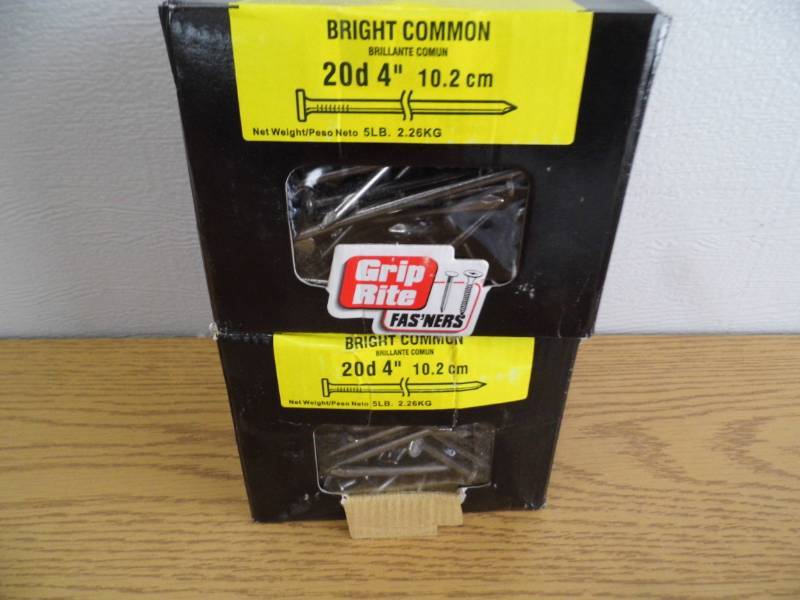 BRIGHT COMMON
BRILLANTE COMUN
20d 4" 10.2 cm
Net Weight/Peso Neto 5LB. 2.26KG
Grip
Rite
FAS'NERS
BRIGHT COMMON
BRILLANTE COMUN
20d 4" 10.2 cm
Net Weight/Peso Neto 5LB. 2.26KG